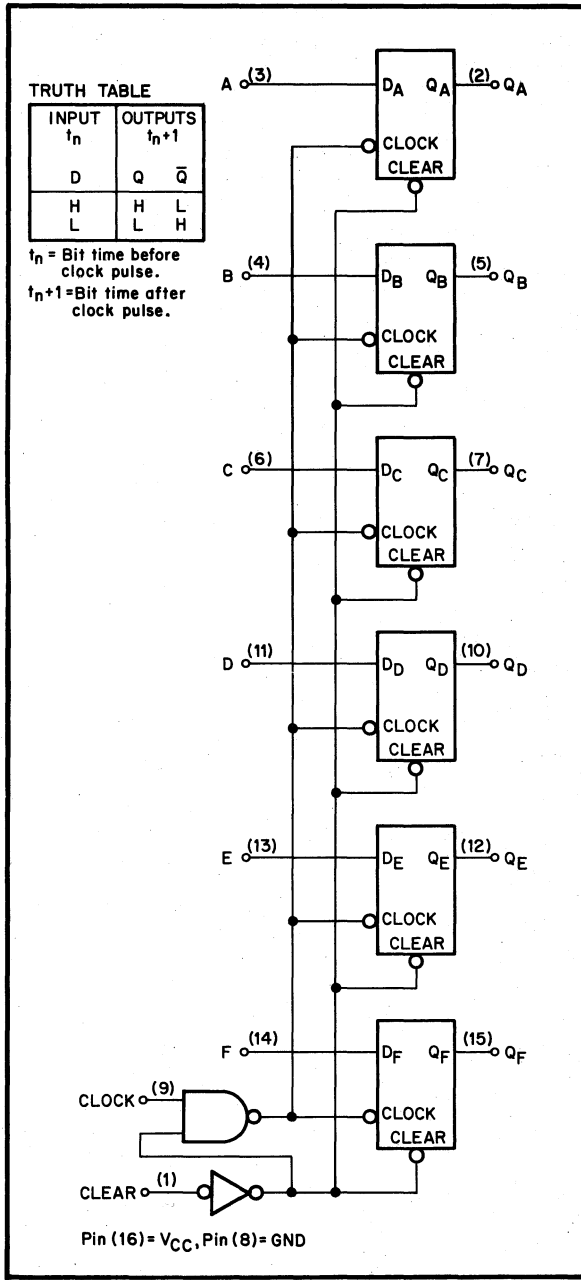 TRUTH TABLE
INPUT OUTPUTS
tn tn+1
D Q Q̄
H H L
L L H
tn = Bit time before
clock pulse.
tn+1 = Bit time after
clock pulse.
A (3) DA QA (2) QA
CLOCK
CLEAR
B (4) DB QB (5) QB
CLOCK
CLEAR
C (6) DC QC (7) QC
CLOCK
CLEAR
D (11) DD QD (10) QD
CLOCK
CLEAR
E (13) DE QE (12) QE
CLOCK
CLEAR
F (14) DF QF (15) QF
CLOCK (9) CLOCK
CLEAR
CLEAR (1)
Pin (16) = VCC, Pin (8) = GND